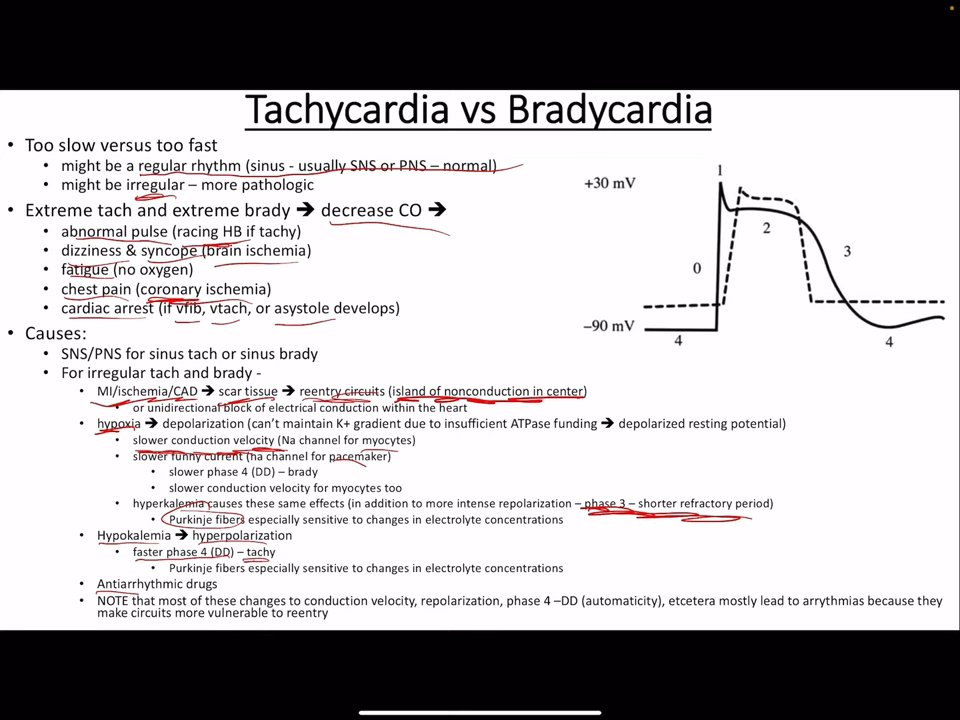 Tachycardia vs Bradycardia
• Too slow versus too fast
• might be a regular rhythm (sinus - usually SNS or PNS – normal)
• might be irregular – more pathologic
• Extreme tach and extreme brady ➔ decrease CO ➔
• abnormal pulse (racing HB if tachy)
• dizziness & syncope (brain ischemia)
• fatigue (no oxygen)
• chest pain (coronary ischemia)
• cardiac arrest (if vfib, vtach, or asystole develops)
• Causes:
• SNS/PNS for sinus tach or sinus brady
• For irregular tach and brady -
• MI/ischemia/CAD ➔ scar tissue ➔ reentry circuits (island of nonconduction in center)
• or unidirectional block of electrical conduction within the heart
• hypoxia ➔ depolarization (can’t maintain K+ gradient due to insufficient ATPase funding ➔ depolarized resting potential)
• slower conduction velocity (Na channel for myocytes)
• slower funny current (na channel for pacemaker)
• slower phase 4 (DD) – brady
• slower conduction velocity for myocytes too
• hyperkalemia causes these same effects (in addition to more intense repolarization – phase 3 – shorter refractory period)
• Purkinje fibers especially sensitive to changes in electrolyte concentrations
• Hypokalemia ➔ hyperpolarization
• faster phase 4 (DD) – tachy
• Purkinje fibers especially sensitive to changes in electrolyte concentrations
• Antiarrhythmic drugs
• NOTE that most of these changes to conduction velocity, repolarization, phase 4 –DD (automaticity), etcetera mostly lead to arrythmias because they
make circuits more vulnerable to reentry
1
+30 mV
2
3
0
−90 mV
4
4